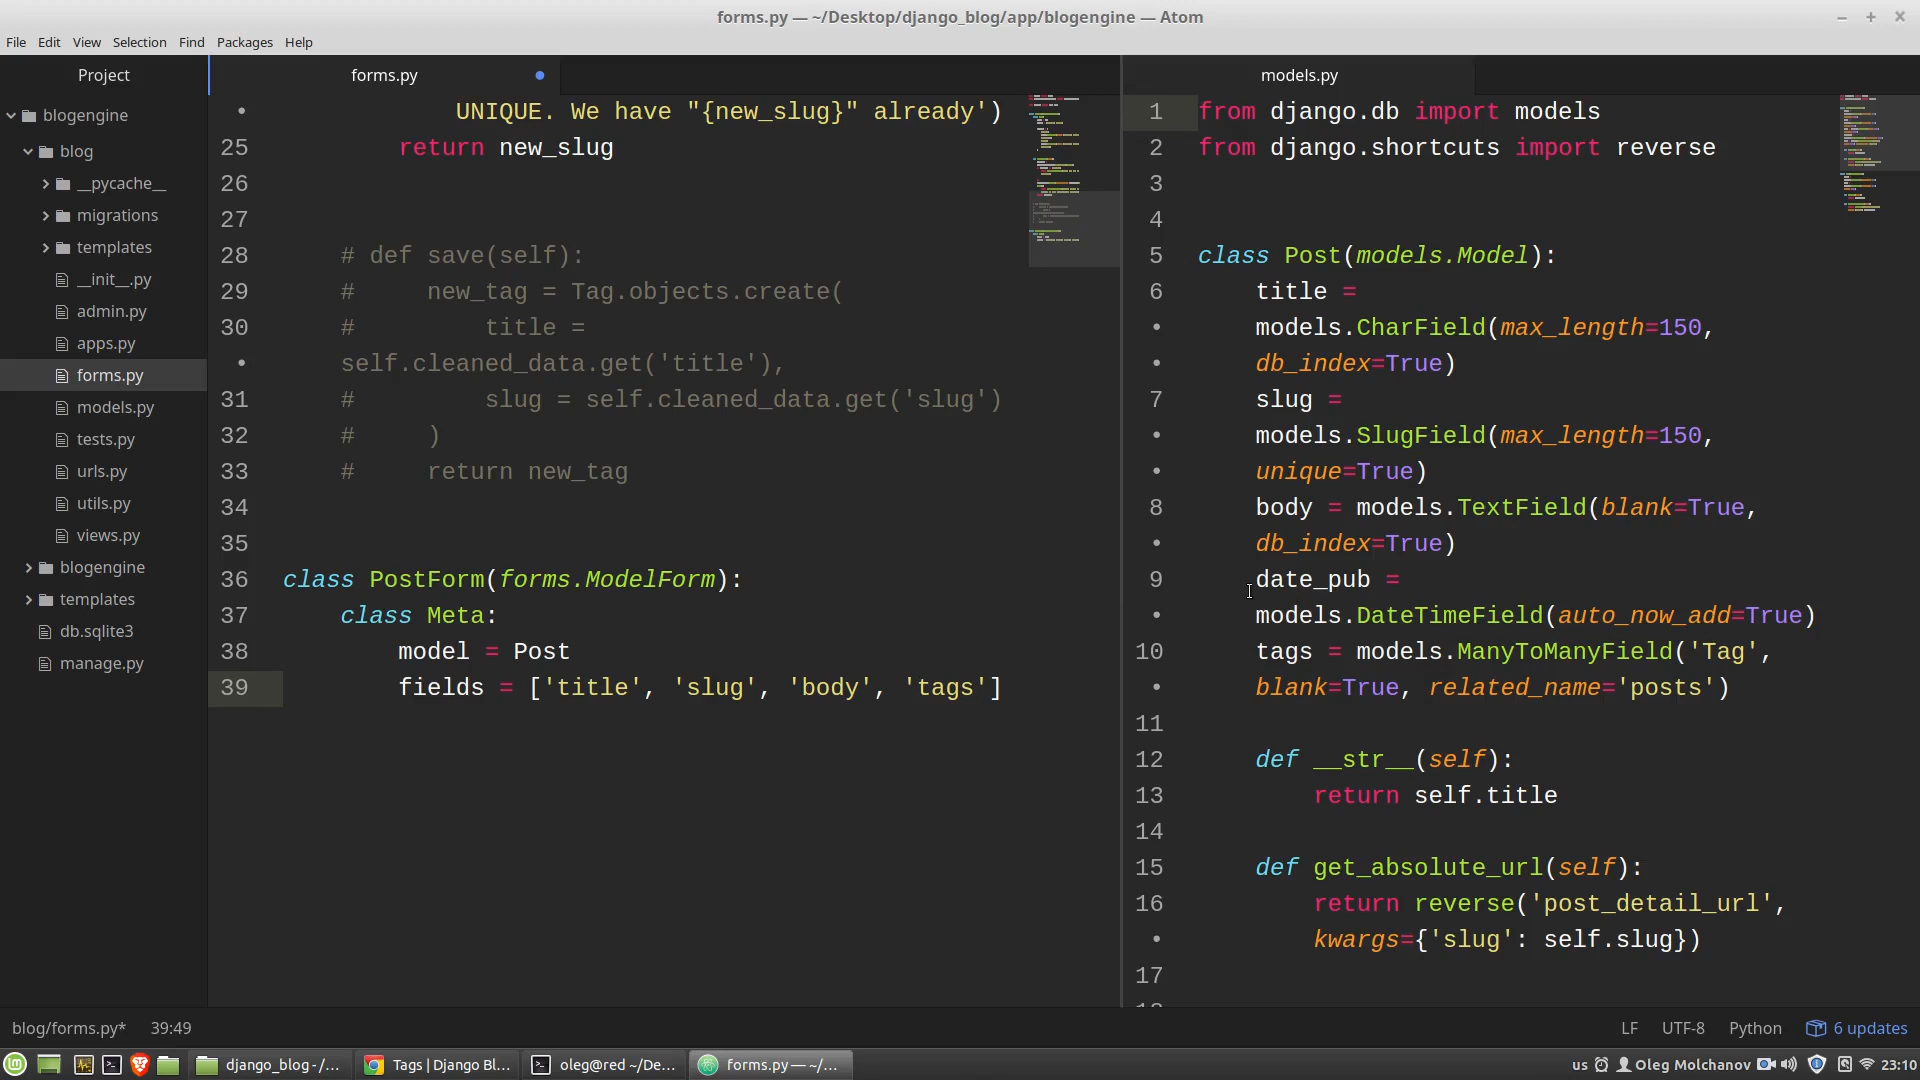 forms.py — ~/Desktop/django_blog/app/blogengine — Atom
File Edit View Selection Find Packages Help
Project
blogengine
blog
__pycache__
migrations
templates
__init__.py
admin.py
apps.py
forms.py
models.py
tests.py
urls.py
utils.py
views.py
blogengine
templates
db.sqlite3
manage.py
forms.py
• UNIQUE. We have "{new_slug}" already')
25 return new_slug
26
27
28 # def save(self):
29 # new_tag = Tag.objects.create(
30 # title =
• self.cleaned_data.get('title'),
31 # slug = self.cleaned_data.get('slug')
32 # )
33 # return new_tag
34
35
36 class PostForm(forms.ModelForm):
37 class Meta:
38 model = Post
39 fields = ['title', 'slug', 'body', 'tags']
models.py
1 from django.db import models
2 from django.shortcuts import reverse
3
4
5 class Post(models.Model):
6 title =
• models.CharField(max_length=150,
• db_index=True)
7 slug =
• models.SlugField(max_length=150,
• unique=True)
8 body = models.TextField(blank=True,
• db_index=True)
9 date_pub =
• models.DateTimeField(auto_now_add=True)
10 tags = models.ManyToManyField('Tag',
• blank=True, related_name='posts')
11
12 def __str__(self):
13 return self.title
14
15 def get_absolute_url(self):
16 return reverse('post_detail_url',
• kwargs={'slug': self.slug})
17
blog/forms.py* 39:49
LF UTF-8 Python 6 updates
django_blog - /... Tags | Django Bl... oleg@red ~/De... forms.py — ~/...
us Oleg Molchanov 23:10